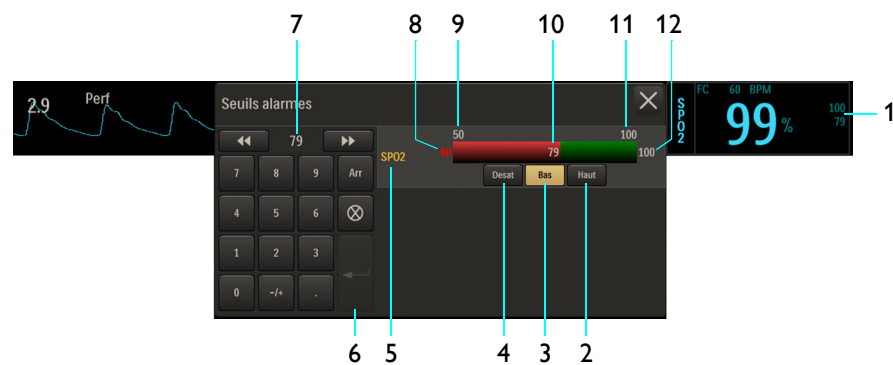 7 8 9 10 11 12
2.9 Perf
Seuils alarmes
SPO2
FC 60 BPM
99 %
100
79
1
79
50 100
80 79 100
SPO2
Desat Bas Haut
7 8 9 Arr
4 5 6
1 2 3
0 -/+ .
6 5 4 3 2